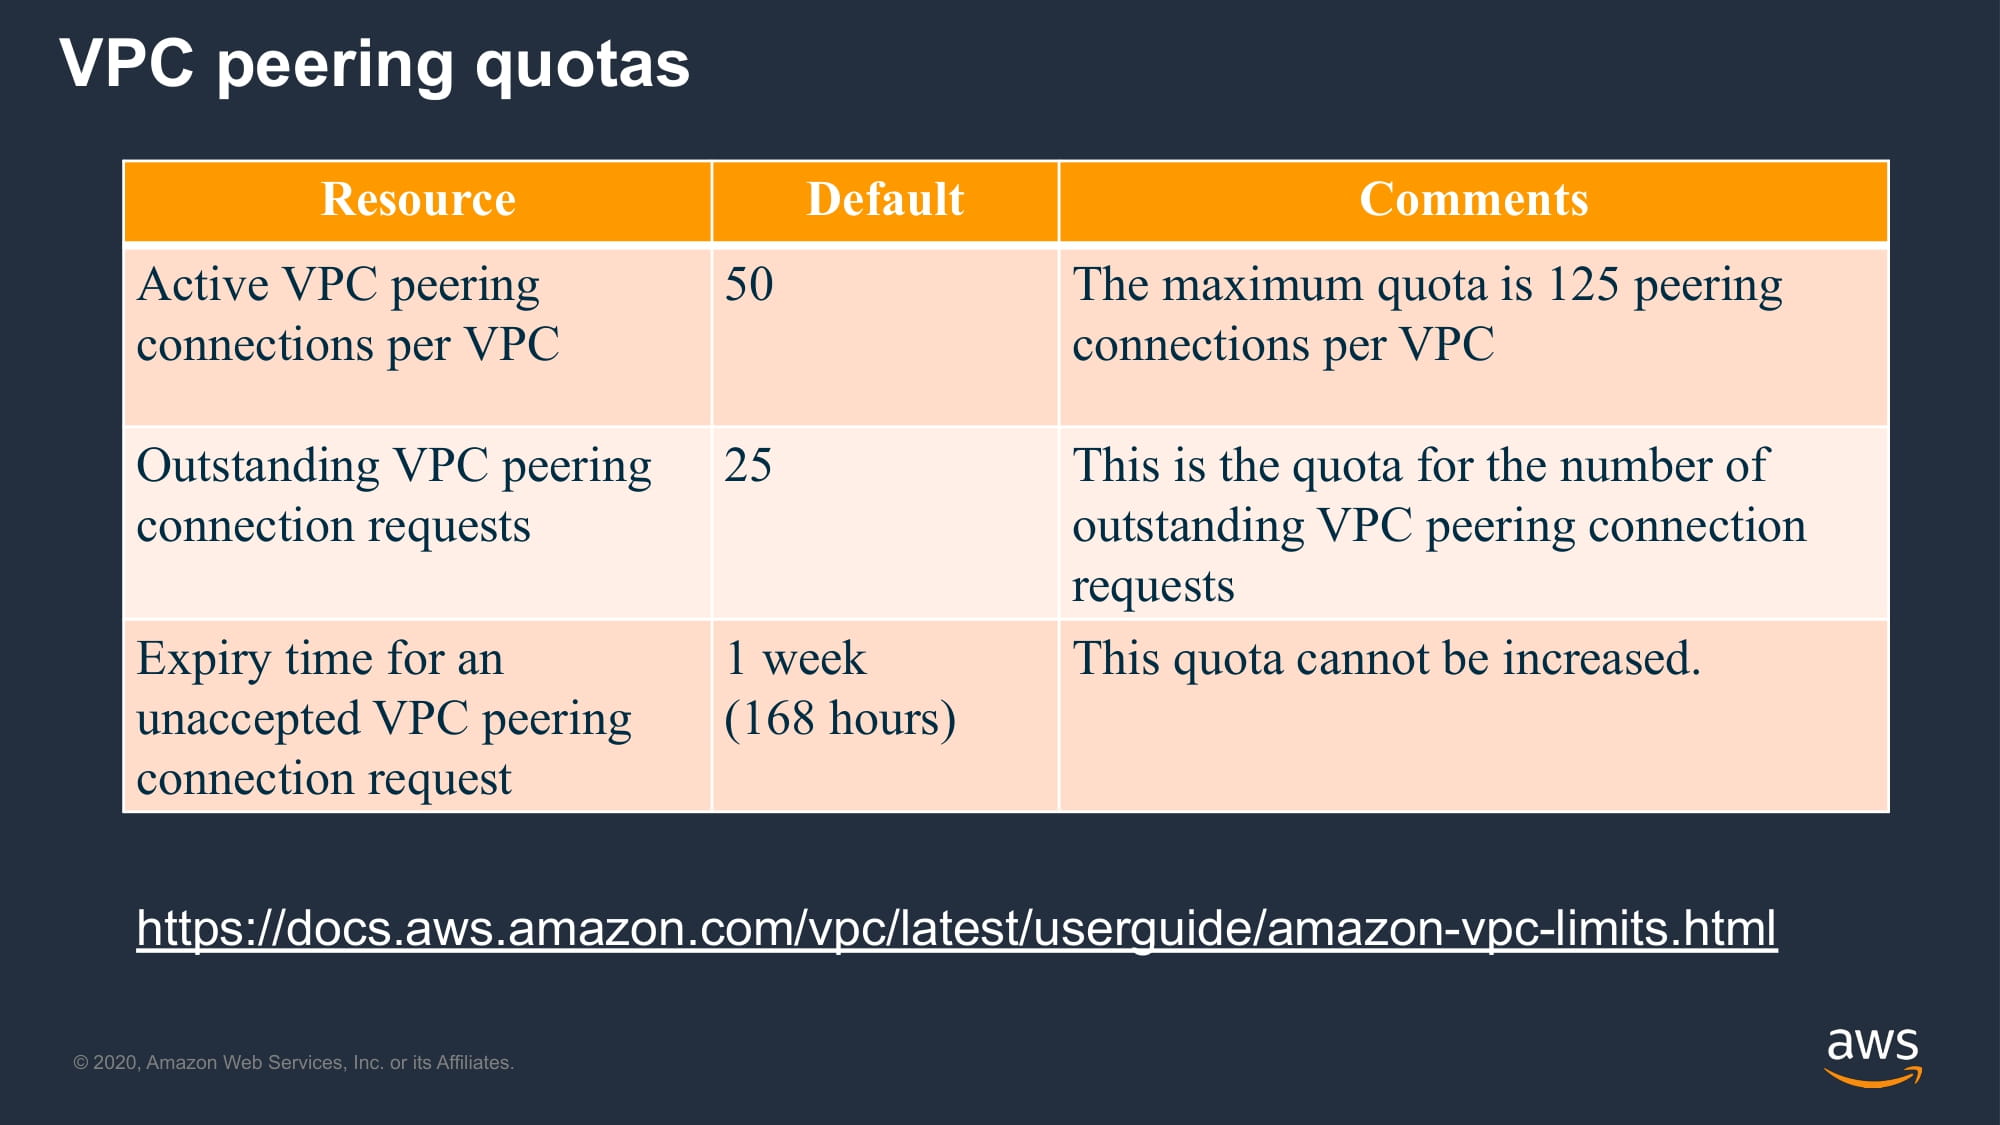 VPC peering quotas
Resource
Default
Comments
Active VPC peering
connections per VPC
50
The maximum quota is 125 peering
connections per VPC
Outstanding VPC peering
connection requests
25
This is the quota for the number of
outstanding VPC peering connection
requests
Expiry time for an
unaccepted VPC peering
connection request
1 week
(168 hours)
This quota cannot be increased.
https://docs.aws.amazon.com/vpc/latest/userguide/amazon-vpc-limits.html
© 2020, Amazon Web Services, Inc. or its Affiliates.
aws